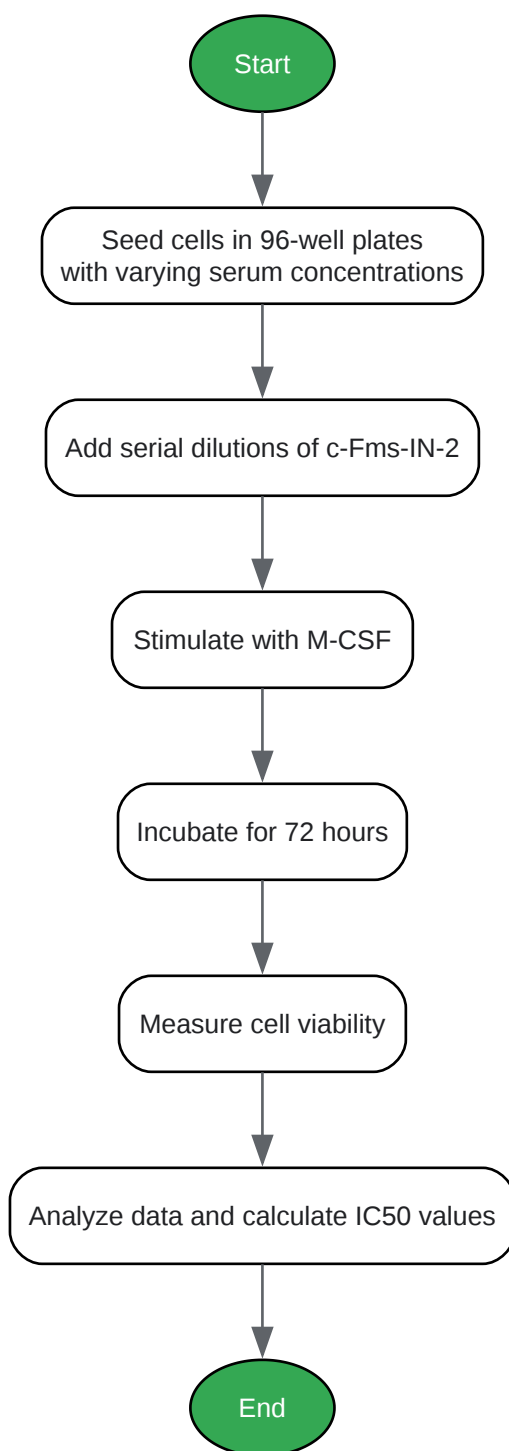 Start
Seed cells in 96-well plates
with varying serum concentrations
Add serial dilutions of c-Fms-IN-2
Stimulate with M-CSF
Incubate for 72 hours
Measure cell viability
Analyze data and calculate IC50 values
End